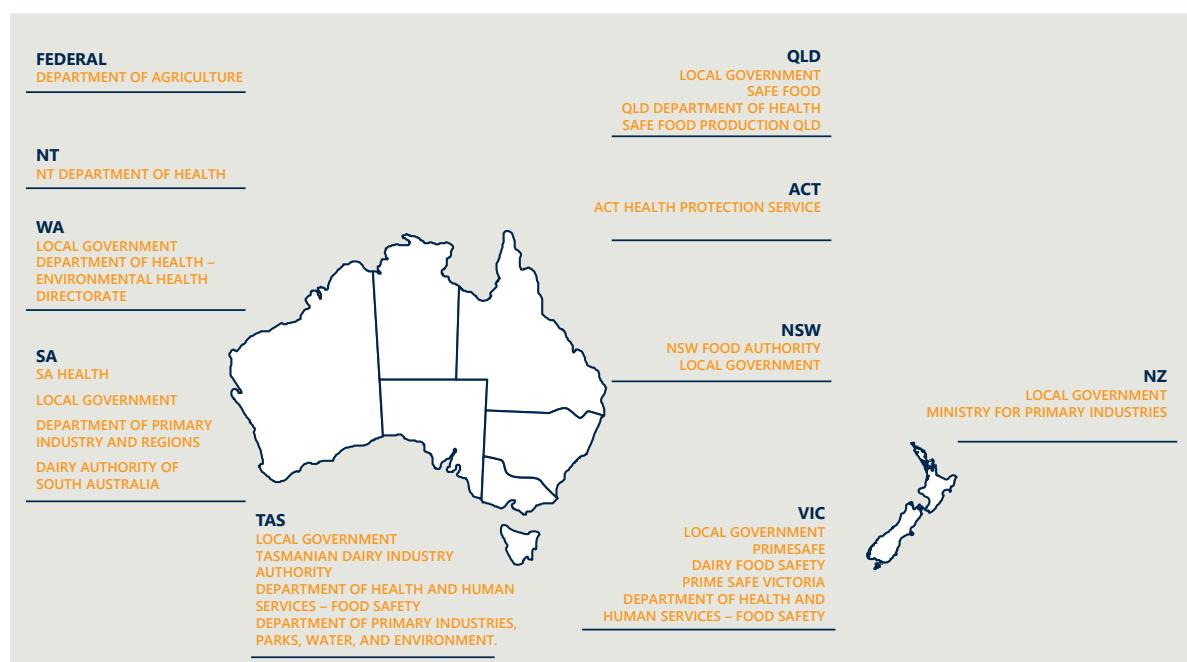 FEDERAL
DEPARTMENT OF AGRICULTURE
NT
NT DEPARTMENT OF HEALTH
WA
LOCAL GOVERNMENT
DEPARTMENT OF HEALTH –
ENVIRONMENTAL HEALTH
DIRECTORATE
SA
SA HEALTH
LOCAL GOVERNMENT
DEPARTMENT OF PRIMARY
INDUSTRY AND REGIONS
DAIRY AUTHORITY OF
SOUTH AUSTRALIA
TAS
LOCAL GOVERNMENT
TASMANIAN DAIRY INDUSTRY
AUTHORITY
DEPARTMENT OF HEALTH AND HUMAN
SERVICES – FOOD SAFETY
DEPARTMENT OF PRIMARY INDUSTRIES,
PARKS, WATER, AND ENVIRONMENT.
QLD
LOCAL GOVERNMENT
SAFE FOOD
QLD DEPARTMENT OF HEALTH
SAFE FOOD PRODUCTION QLD
ACT
ACT HEALTH PROTECTION SERVICE
NSW
NSW FOOD AUTHORITY
LOCAL GOVERNMENT
VIC
LOCAL GOVERNMENT
PRIMESAFE
DAIRY FOOD SAFETY
PRIME SAFE VICTORIA
DEPARTMENT OF HEALTH AND
HUMAN SERVICES – FOOD SAFETY
NZ
LOCAL GOVERNMENT
MINISTRY FOR PRIMARY INDUSTRIES